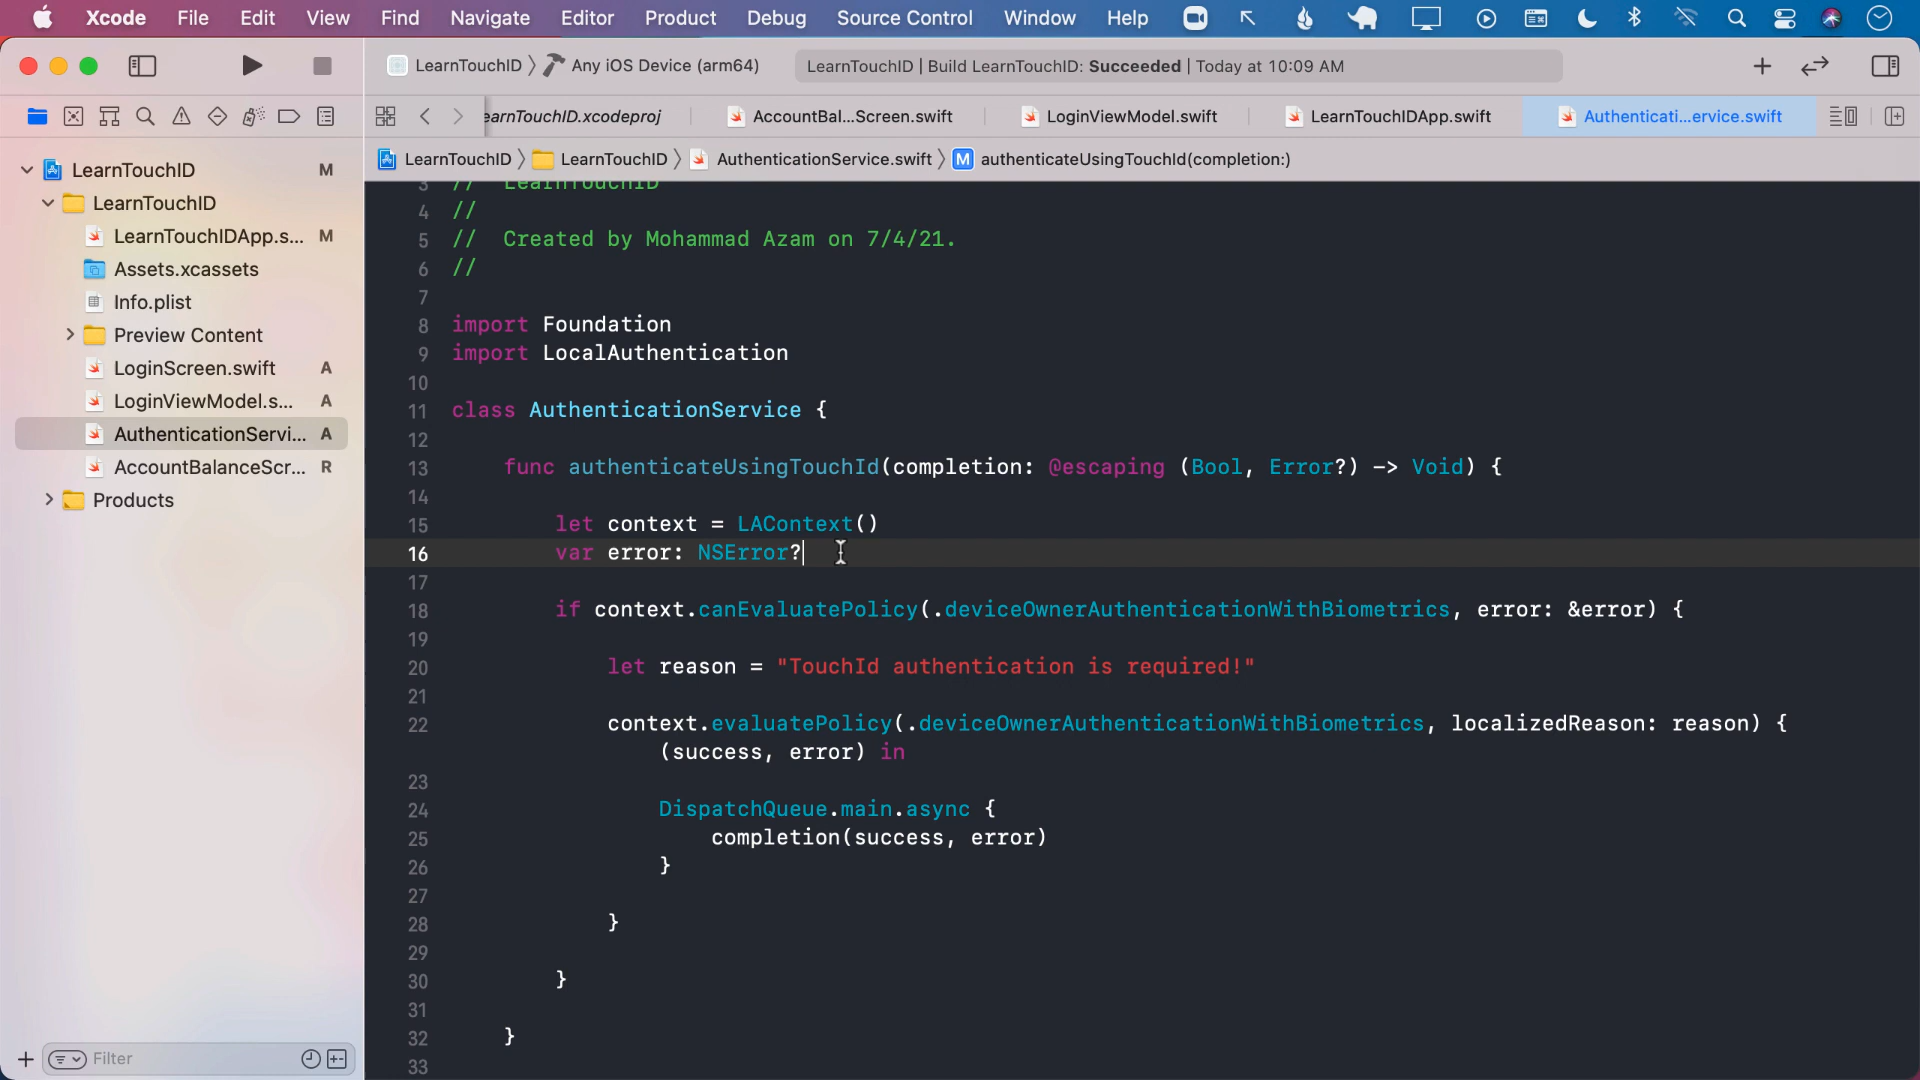 Xcode File Edit View Find Navigate Editor Product Debug Source Control Window Help
LearnTouchID Any iOS Device (arm64) LearnTouchID | Build LearnTouchID: Succeeded | Today at 10:09 AM
earnTouchID.xcodeproj AccountBal...Screen.swift LoginViewModel.swift LearnTouchIDApp.swift Authenticati...ervice.swift
LearnTouchID LearnTouchID AuthenticationService.swift M authenticateUsingTouchId(completion:)
LearnTouchID M
LearnTouchID
LearnTouchIDApp.s... M
Assets.xcassets
Info.plist
Preview Content
LoginScreen.swift A
LoginViewModel.s... A
AuthenticationServi... A
AccountBalanceScr... R
Products
Filter
3 // LearnTouchID
4 //
5 // Created by Mohammad Azam on 7/4/21.
6 //
7
8 import Foundation
9 import LocalAuthentication
10
11 class AuthenticationService {
12
13 func authenticateUsingTouchId(completion: @escaping (Bool, Error?) -> Void) {
14
15 let context = LAContext()
16 var error: NSError?
17
18 if context.canEvaluatePolicy(.deviceOwnerAuthenticationWithBiometrics, error: &error) {
19
20 let reason = "TouchId authentication is required!"
21
22 context.evaluatePolicy(.deviceOwnerAuthenticationWithBiometrics, localizedReason: reason) {
(success, error) in
23
24 DispatchQueue.main.async {
25 completion(success, error)
26 }
27
28 }
29
30 }
31
32 }
33